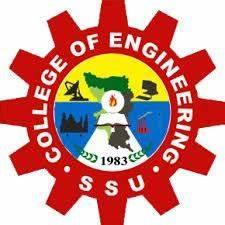 COLLEGE OF ENGINEERING
1983
SSU